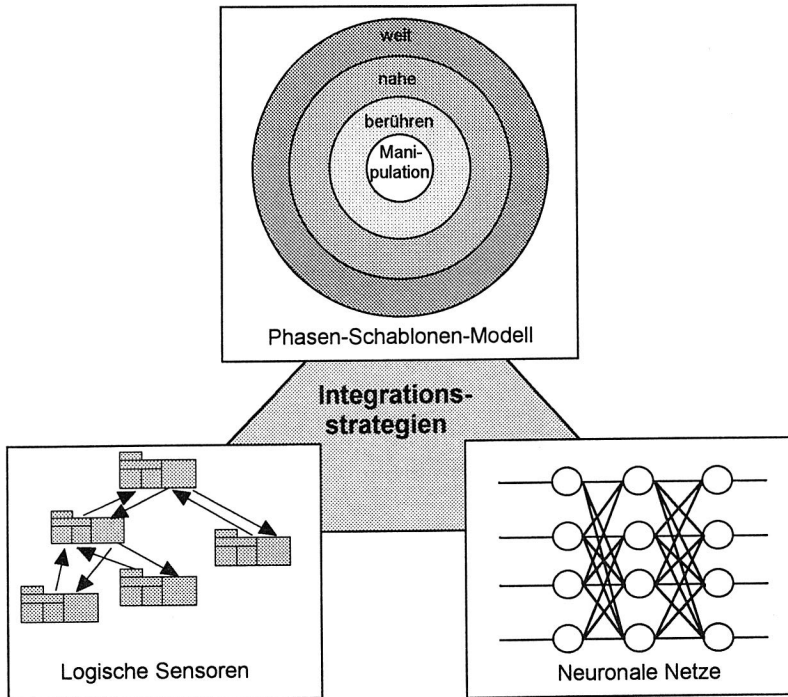 weit
nahe
berühren
Mani-
pulation
Phasen-Schablonen-Modell
Integrations-
strategien
Logische Sensoren
Neuronale Netze